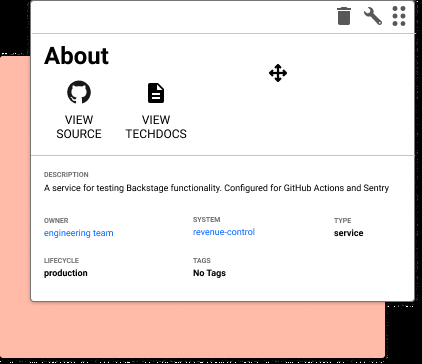 About
VIEW
SOURCE
VIEW
TECHDOCS
DESCRIPTION
A service for testing Backstage functionality. Configured for GitHub Actions and Sentry
OWNER
engineering team
SYSTEM
revenue-control
TYPE
service
LIFECYCLE
production
TAGS
No Tags